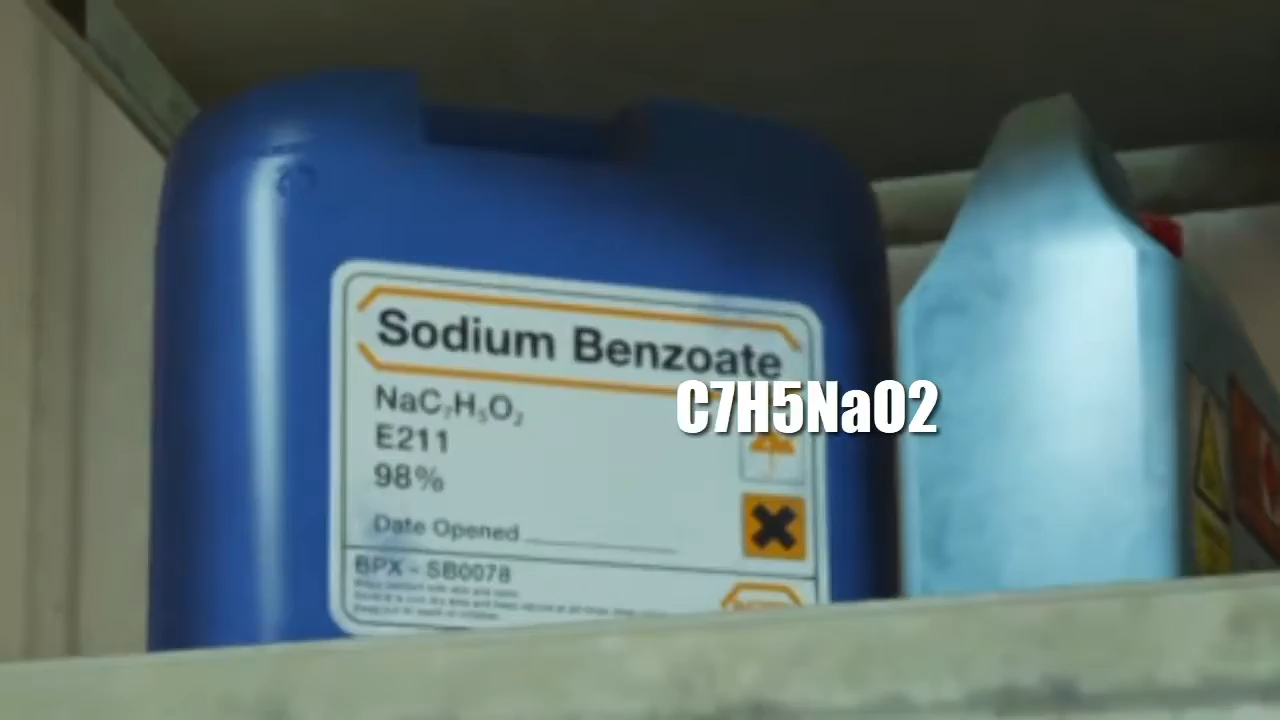 Sodium Benzoate
NaC₇H₅O₂
C7H5NaO2
E211
98%
Date Opened
BPX - SB0078